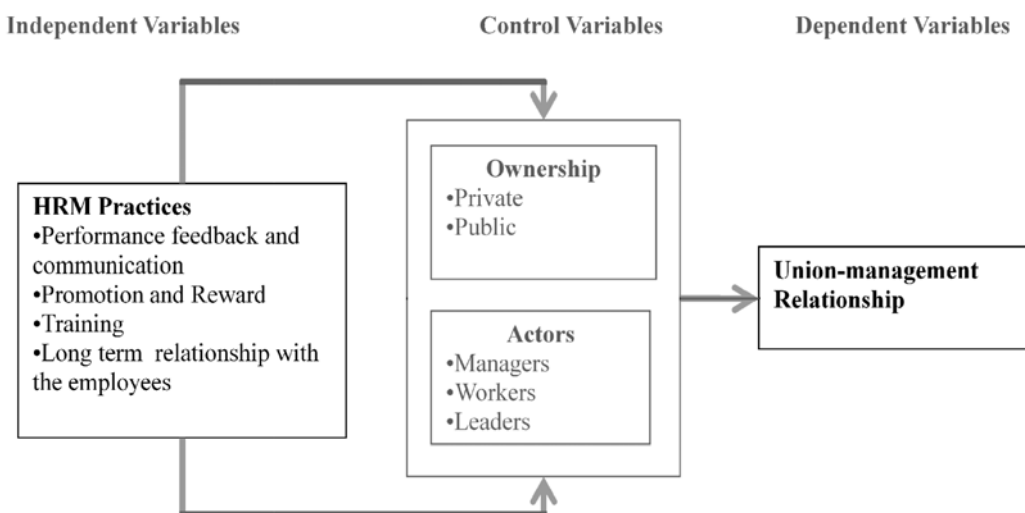 Independent Variables
Control Variables
Dependent Variables
HRM Practices
•Performance feedback and
communication
•Promotion and Reward
•Training
•Long term relationship with
the employees
Ownership
•Private
•Public
Actors
•Managers
•Workers
•Leaders
Union-management
Relationship